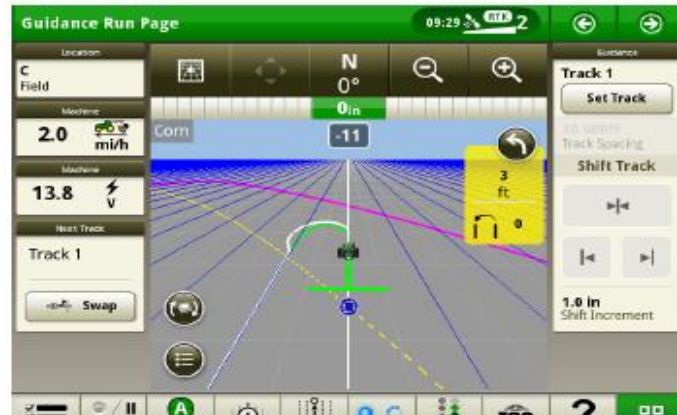 Guidance Run Page
09:29
RTK
2
Location
C
Field
Machine
2.0
mi/h
Machine
13.8
V
Next Track
Track 1
Swap
N
0°
0in
-11
Corn
3
ft
0
Guidance
Track 1
Set Track
Track Spacing
Shift Track
1.0 in
Shift Increment
A
?